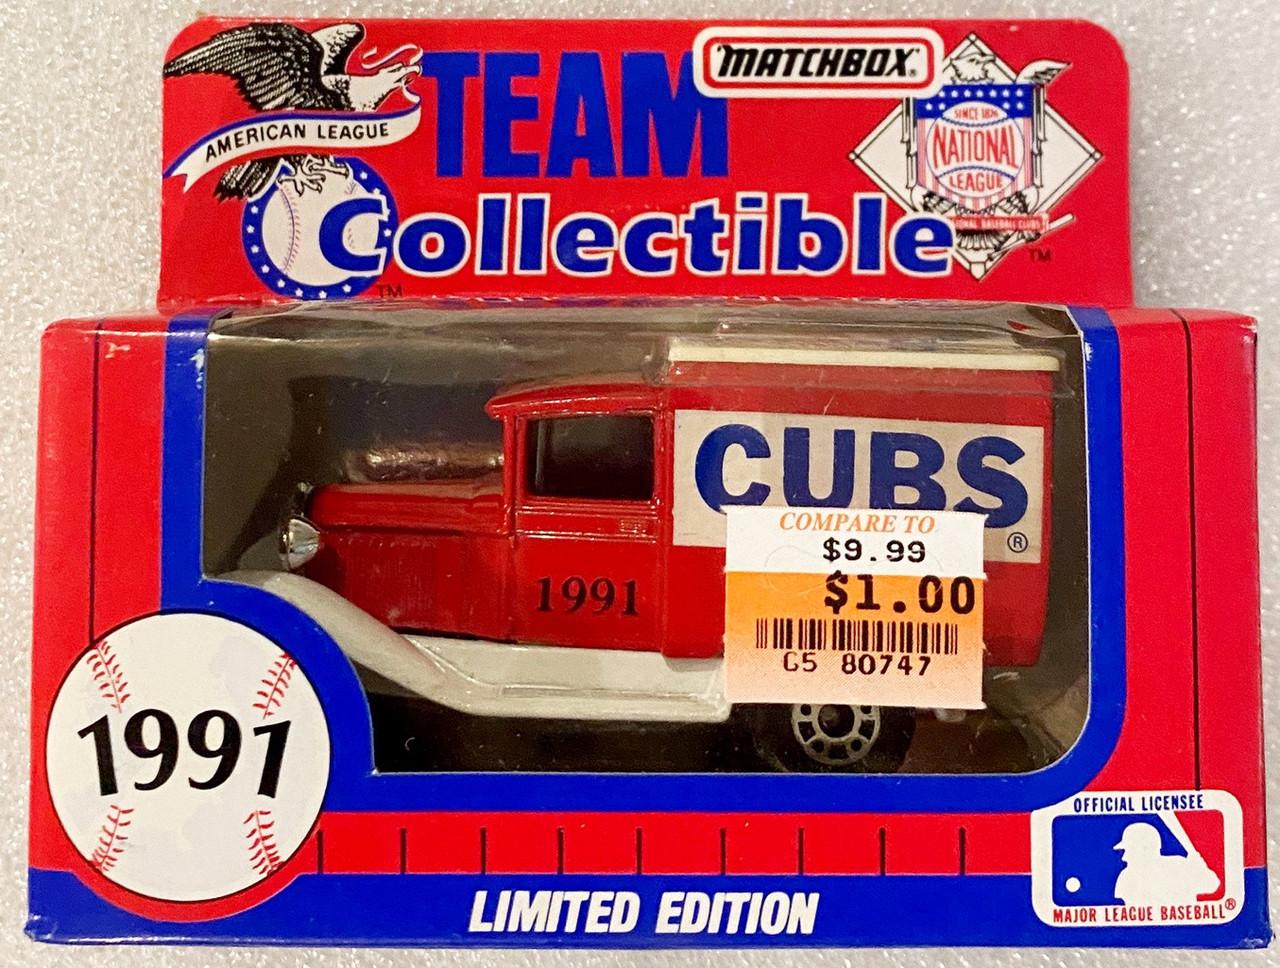 MATCHBOX®
AMERICAN LEAGUE
TEAM
Collectible
TM
SINCE 1876
NATIONAL
LEAGUE
TM
CUBS
®
1991
COMPARE TO
$9.99
$1.00
G5 80747
1991
LIMITED EDITION
OFFICIAL LICENSEE
MAJOR LEAGUE BASEBALL®